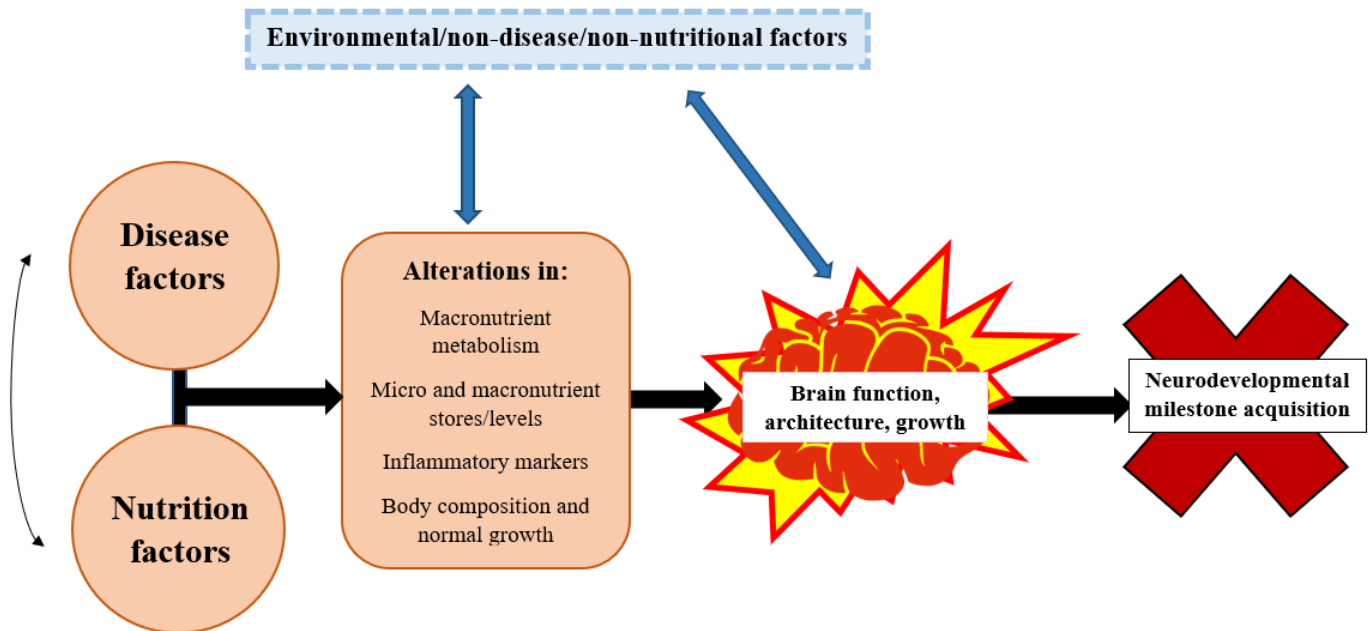 Environmental/non-disease/non-nutritional factors
Disease
factors
Nutrition
factors
Alterations in:
Macronutrient
metabolism
Micro and macronutrient
stores/levels
Inflammatory markers
Body composition and
normal growth
Brain function,
architecture, growth
Neurodevelopmental
milestone acquisition